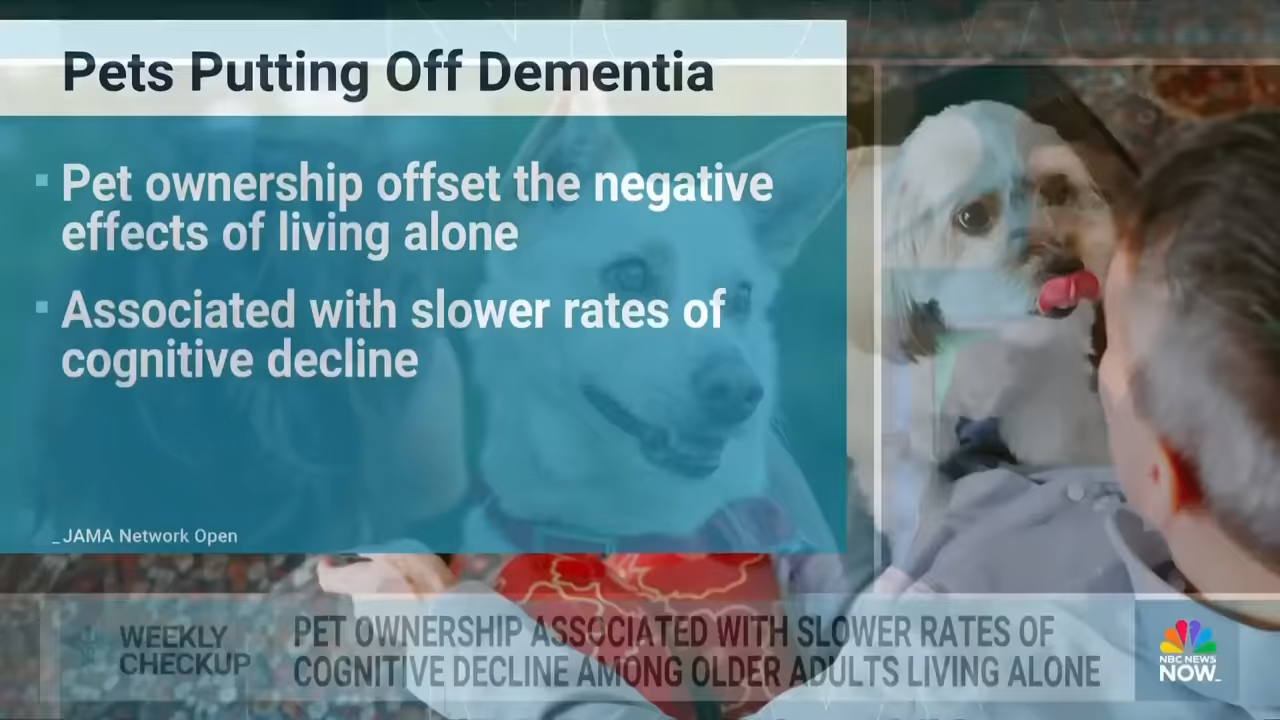 Pets Putting Off Dementia
Pet ownership offset the negative
effects of living alone
Associated with slower rates of
cognitive decline
_JAMA Network Open
WEEKLY
CHECKUP
PET OWNERSHIP ASSOCIATED WITH SLOWER RATES OF
COGNITIVE DECLINE AMONG OLDER ADULTS LIVING ALONE
NBC NEWS
NOW_